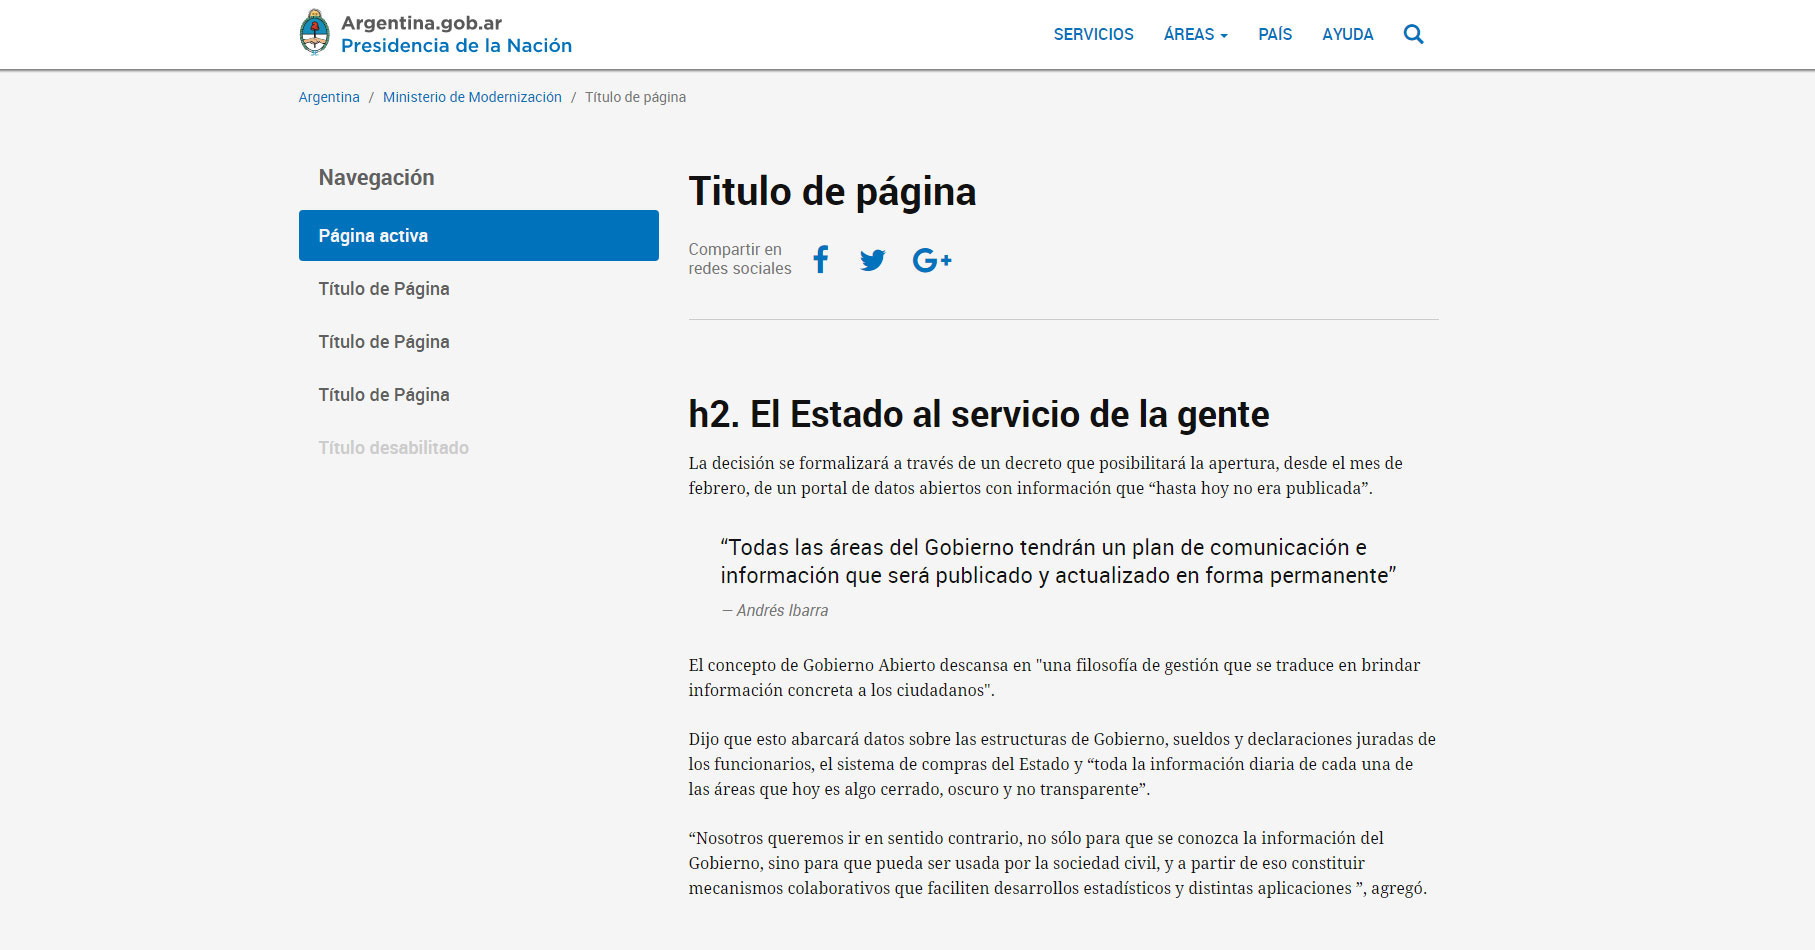 Argentina.gob.ar
Presidencia de la Nación
SERVICIOS ÁREAS PAÍS AYUDA
Argentina / Ministerio de Modernización / Título de página
Navegación
Página activa
Título de Página
Título de Página
Título de Página
Título desabilitado
Titulo de página
Compartir en
redes sociales
h2. El Estado al servicio de la gente
La decisión se formalizará a través de un decreto que posibilitará la apertura, desde el mes de
febrero, de un portal de datos abiertos con información que “hasta hoy no era publicada”.
“Todas las áreas del Gobierno tendrán un plan de comunicación e
información que será publicado y actualizado en forma permanente”
— Andrés Ibarra
El concepto de Gobierno Abierto descansa en "una filosofía de gestión que se traduce en brindar
información concreta a los ciudadanos".
Dijo que esto abarcará datos sobre las estructuras de Gobierno, sueldos y declaraciones juradas de
los funcionarios, el sistema de compras del Estado y “toda la información diaria de cada una de
las áreas que hoy es algo cerrado, oscuro y no transparente”.
“Nosotros queremos ir en sentido contrario, no sólo para que se conozca la información del
Gobierno, sino para que pueda ser usada por la sociedad civil, y a partir de eso constituir
mecanismos colaborativos que faciliten desarrollos estadísticos y distintas aplicaciones ”, agregó.